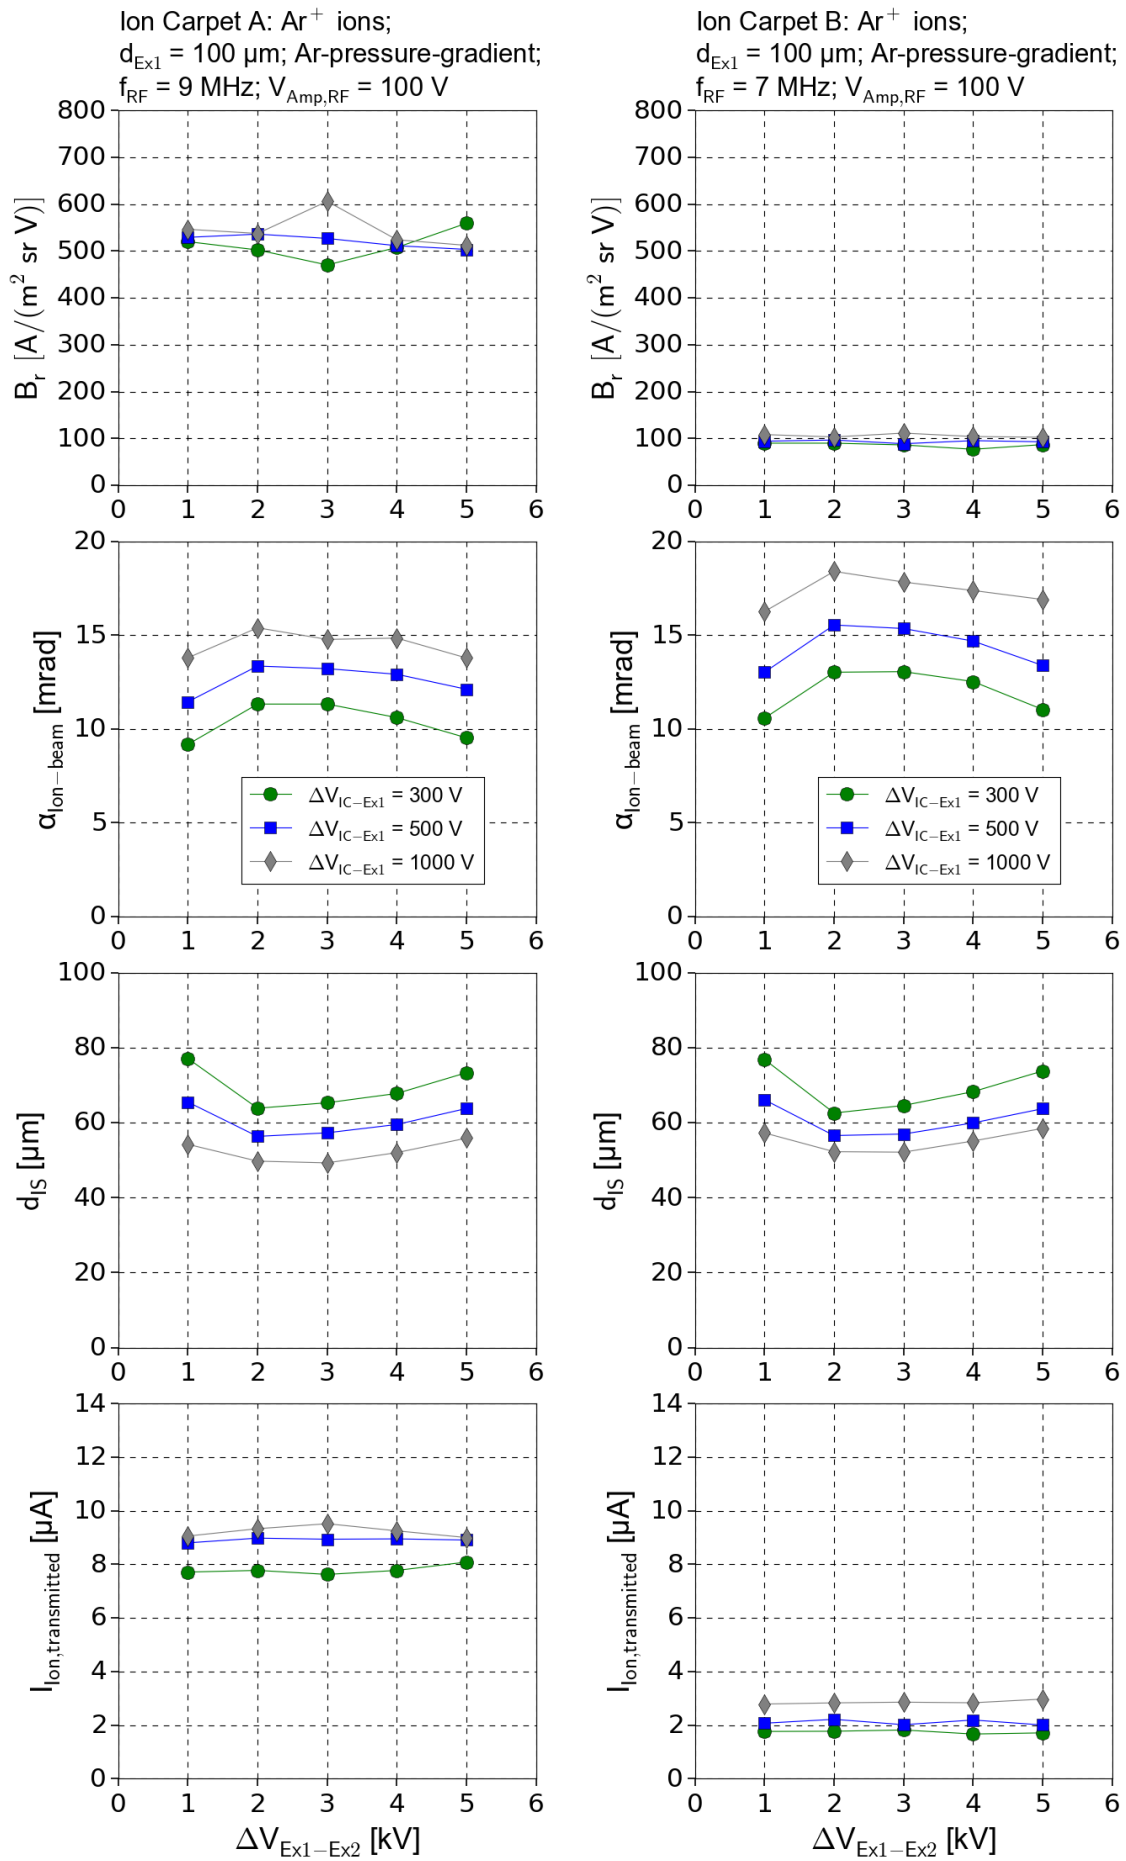 Ion Carpet A: Ar⁺ ions;
d_Ex1 = 100 µm; Ar-pressure-gradient;
f_RF = 9 MHz; V_Amp,RF = 100 V
800
700
600
500
400
300
200
100
0
B_r [A/(m² sr V)]
0 1 2 3 4 5 6
20
15
10
5
0
α_Ion−beam [mrad]
ΔV_IC−Ex1 = 300 V
ΔV_IC−Ex1 = 500 V
ΔV_IC−Ex1 = 1000 V
0 1 2 3 4 5 6
100
80
60
40
20
0
d_IS [µm]
0 1 2 3 4 5 6
14
12
10
8
6
4
2
0
I_Ion,transmitted [µA]
0 1 2 3 4 5 6
ΔV_Ex1−Ex2 [kV]
Ion Carpet B: Ar⁺ ions;
d_Ex1 = 100 µm; Ar-pressure-gradient;
f_RF = 7 MHz; V_Amp,RF = 100 V
800
700
600
500
400
300
200
100
0
B_r [A/(m² sr V)]
0 1 2 3 4 5 6
20
15
10
5
0
α_Ion−beam [mrad]
ΔV_IC−Ex1 = 300 V
ΔV_IC−Ex1 = 500 V
ΔV_IC−Ex1 = 1000 V
0 1 2 3 4 5 6
100
80
60
40
20
0
d_IS [µm]
0 1 2 3 4 5 6
14
12
10
8
6
4
2
0
I_Ion,transmitted [µA]
0 1 2 3 4 5 6
ΔV_Ex1−Ex2 [kV]